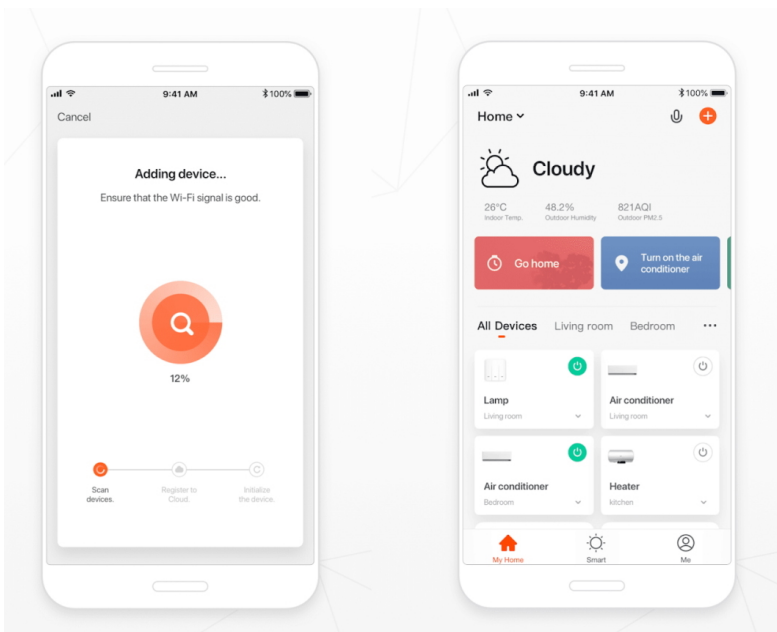 9:41 AM
100%
Cancel
Adding device...
Ensure that the Wi-Fi signal is good.
12%
Scan
devices.
Register to
Cloud.
Initialize
the device.
9:41 AM
100%
Home
Cloudy
26°C
48.2%
821AQI
Indoor Temp.
Outdoor Humidity
Outdoor PM2.5
Go home
Turn on the air
conditioner
All Devices
Living room
Bedroom
Lamp
Living room
Air conditioner
Living room
Air conditioner
Bedroom
Heater
kitchen
My Home
Smart
Me